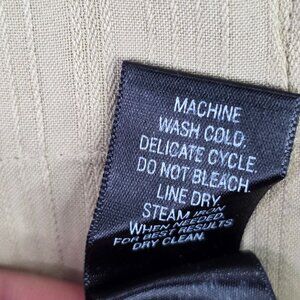 MACHINE
WASH COLD.
DELICATE CYCLE.
DO NOT BLEACH.
LINE DRY.
STEAM IRON
WHEN NEEDED.
FOR BEST RESULTS
DRY CLEAN.